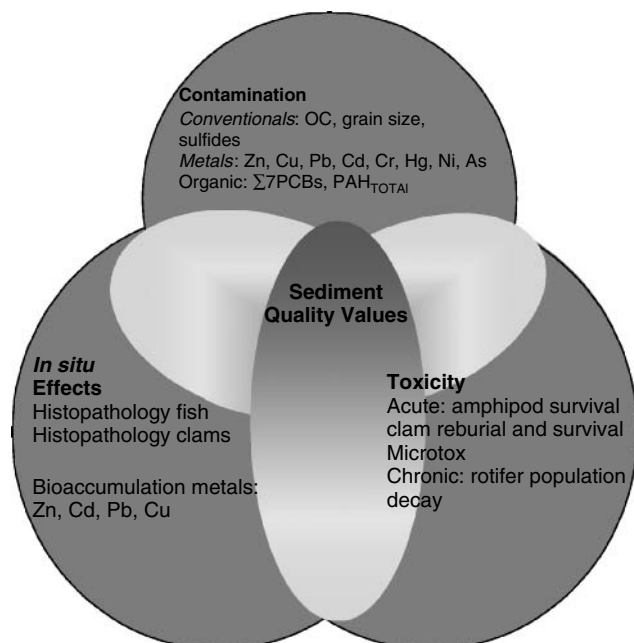 Contamination
Conventionals: OC, grain size,
sulfides
Metals: Zn, Cu, Pb, Cd, Cr, Hg, Ni, As
Organic: ∑7PCBs, PAHTOTAl
Sediment
Quality Values
In situ
Effects
Histopathology fish
Histopathology clams
Bioaccumulation metals:
Zn, Cd, Pb, Cu
Toxicity
Acute: amphipod survival
clam reburial and survival
Microtox
Chronic: rotifer population
decay